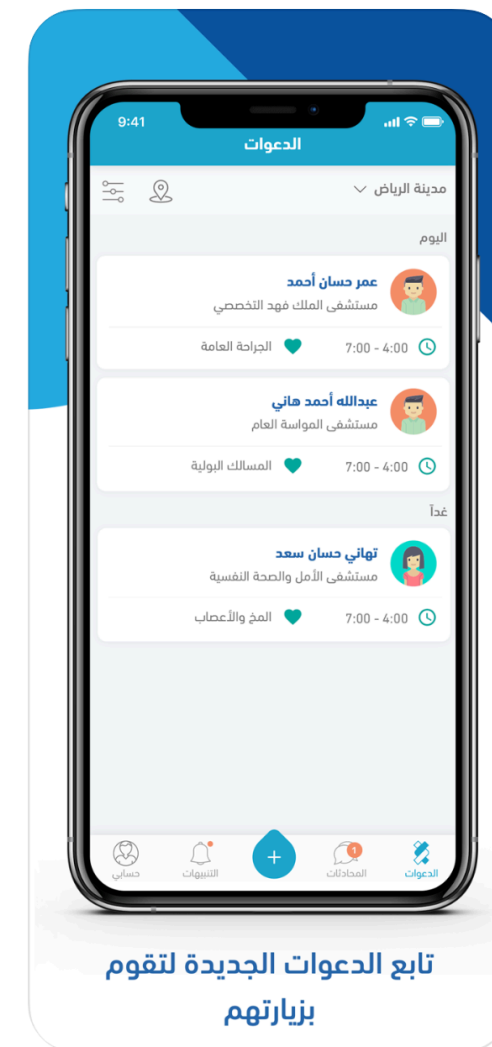 9:41
الدعوات
مدينة الرياض
اليوم
عمر حسان أحمد
مستشفى الملك فهد التخصصي
4:00 - 7:00
الجراحة العامة
عبدالله أحمد هاني
مستشفى المواسة العام
4:00 - 7:00
المسالك البولية
غداً
تهاني حسان سعد
مستشفى الأمل والصحة النفسية
4:00 - 7:00
المخ والأعصاب
1
الدعوات
المحادثات
+
التنبيهات
حسابي
تابع الدعوات الجديدة لتقوم
بزيارتهم